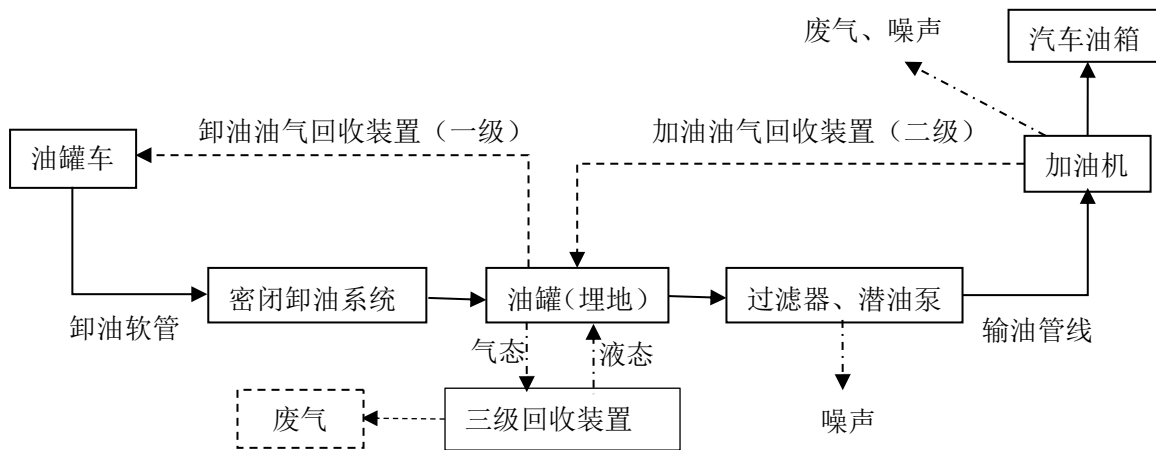 废气、噪声
汽车油箱
卸油油气回收装置（一级）
加油油气回收装置（二级）
油罐车
加油机
密闭卸油系统
油罐（埋地）
过滤器、潜油泵
卸油软管
输油管线
气态
液态
废气
三级回收装置
噪声